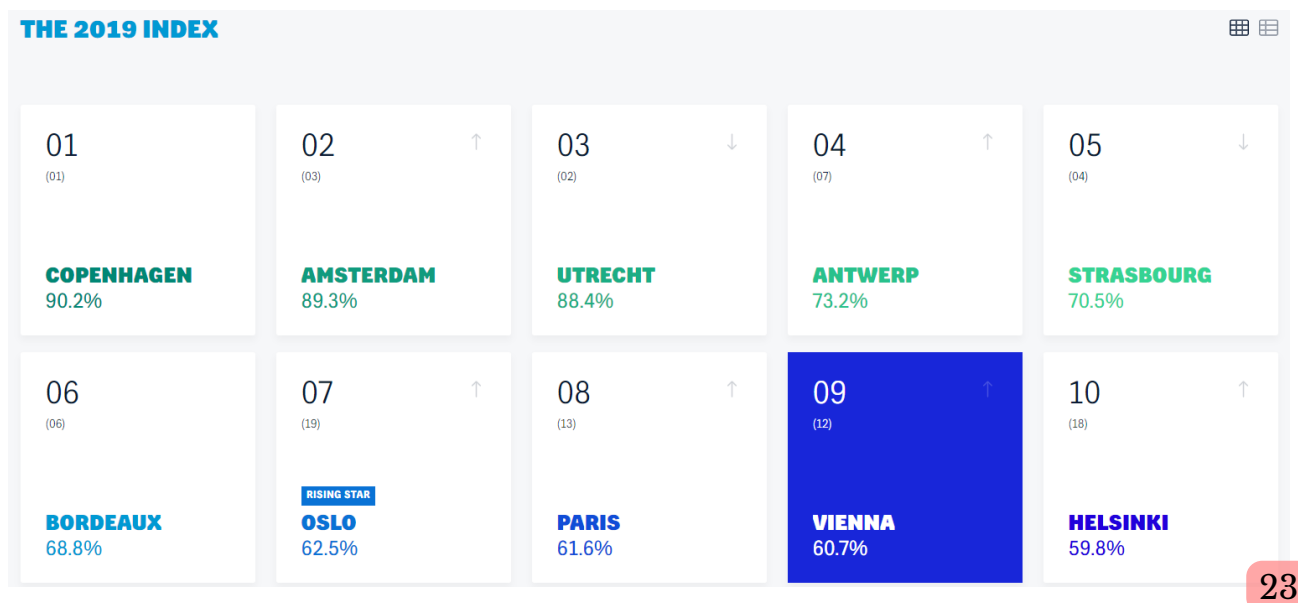 THE 2019 INDEX
01
(01)
COPENHAGEN
90.2%
02
(03)
AMSTERDAM
89.3%
03
(02)
UTRECHT
88.4%
04
(07)
ANTWERP
73.2%
05
(04)
STRASBOURG
70.5%
06
(06)
BORDEAUX
68.8%
07
(19)
RISING STAR
OSLO
62.5%
08
(13)
PARIS
61.6%
09
(12)
VIENNA
60.7%
10
(18)
HELSINKI
59.8%
23